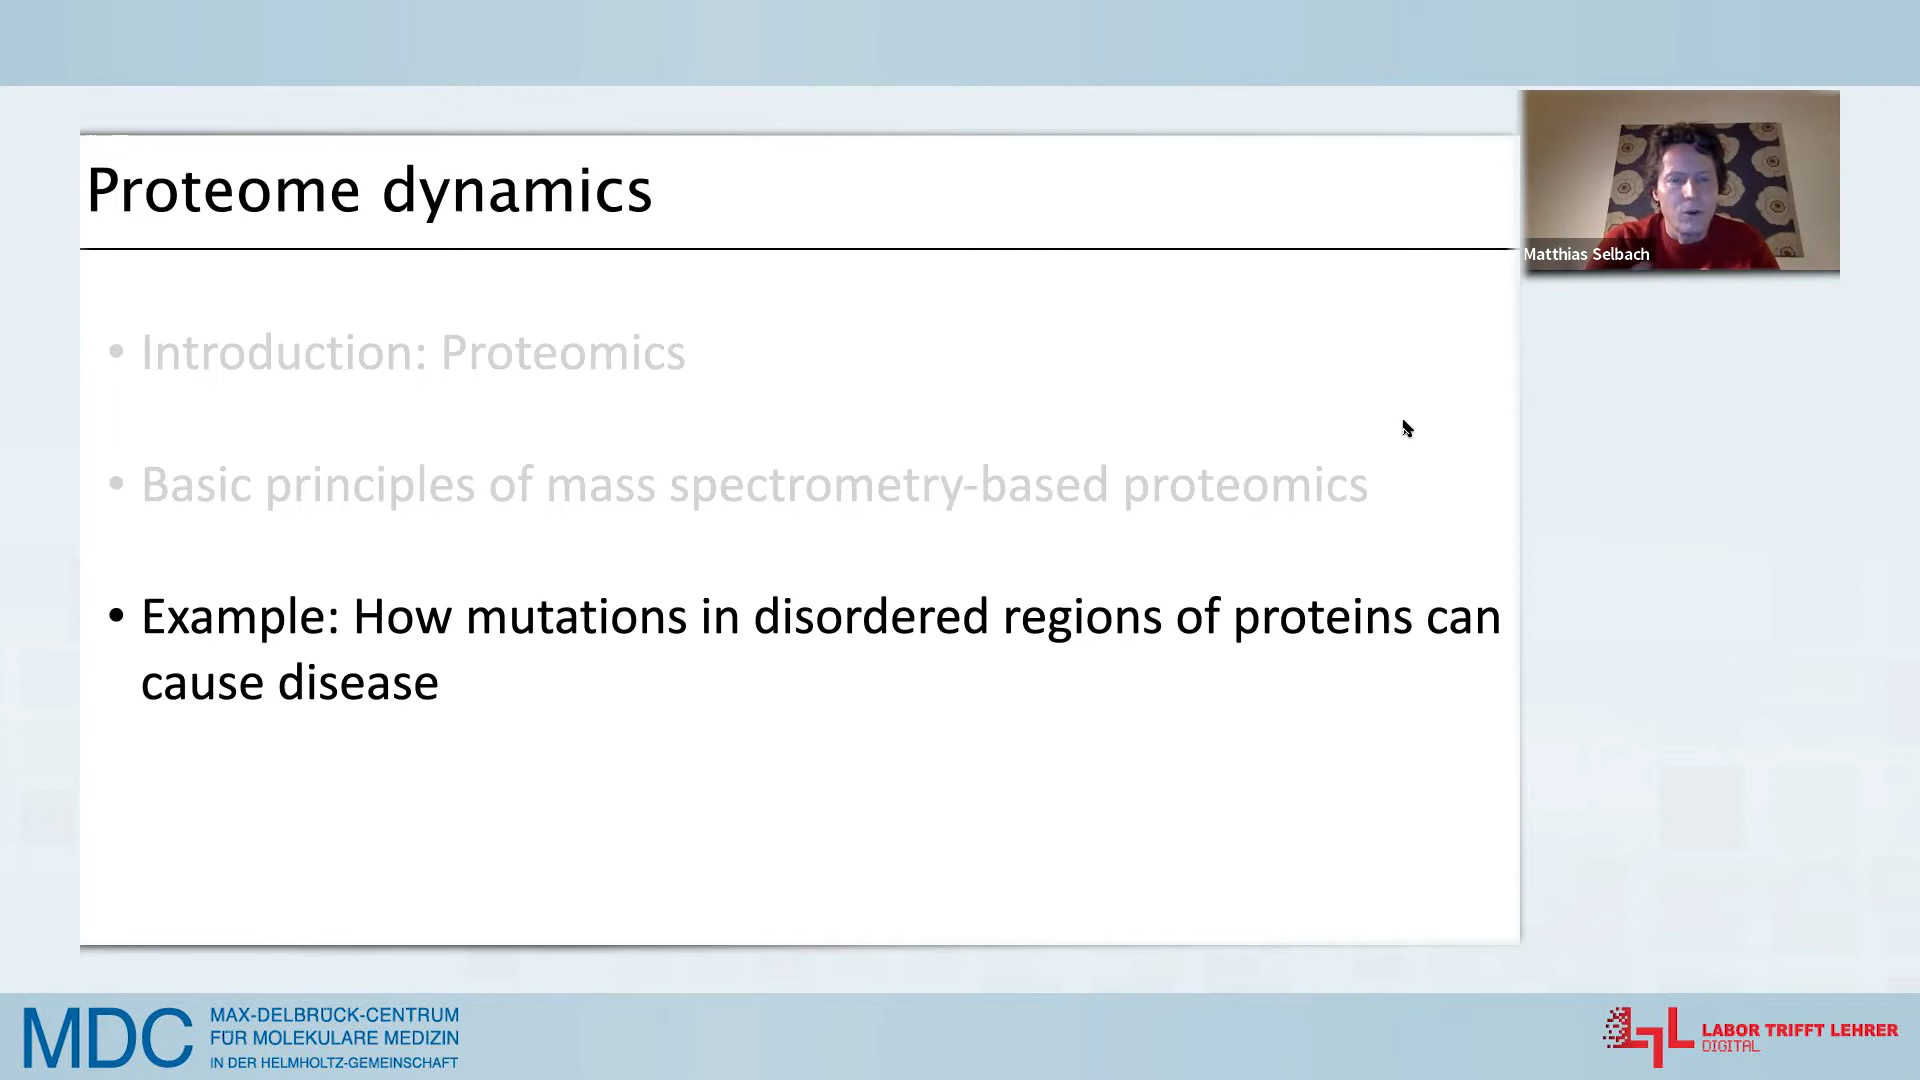 Proteome dynamics
Matthias Selbach
• Introduction: Proteomics
• Basic principles of mass spectrometry-based proteomics
• Example: How mutations in disordered regions of proteins can
cause disease
MDC
MAX-DELBRÜCK-CENTRUM
FÜR MOLEKULARE MEDIZIN
IN DER HELMHOLTZ-GEMEINSCHAFT
LTL
LABOR TRIFFT LEHRER
DIGITAL